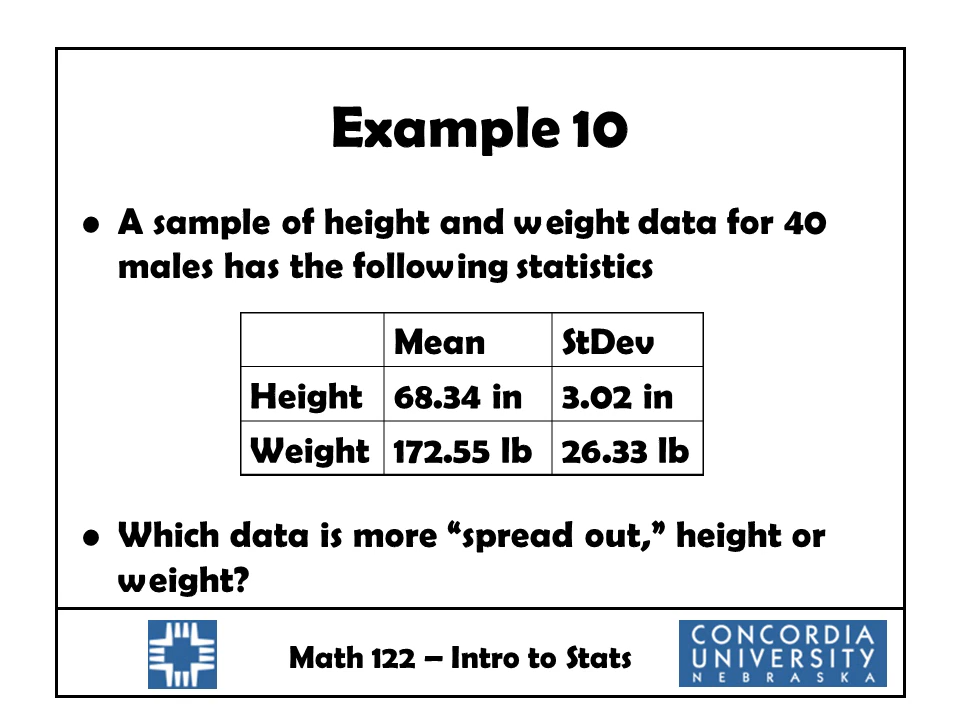 Example 10
• A sample of height and weight data for 40
males has the following statistics
Mean StDev
Height 68.34 in 3.02 in
Weight 172.55 lb 26.33 lb
• Which data is more “spread out,” height or
weight?
Math 122 – Intro to Stats
CONCORDIA
UNIVERSITY
NEBRASKA